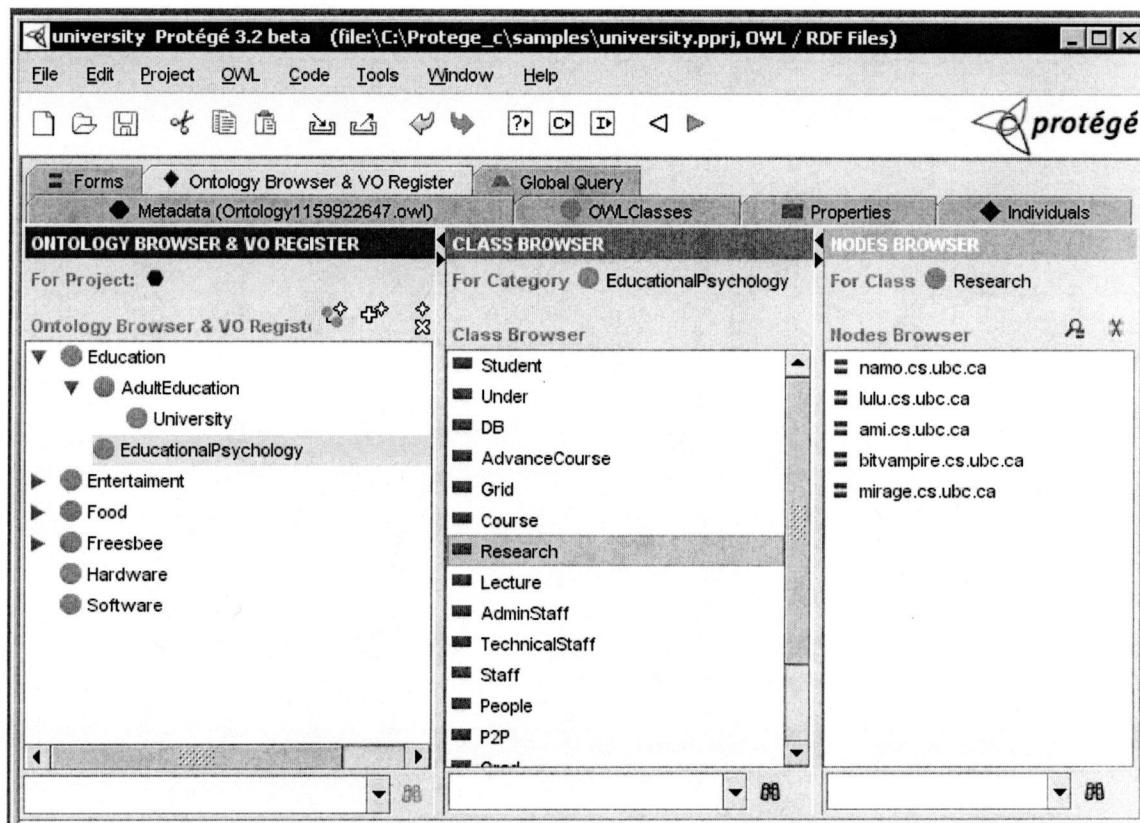 university Protégé 3.2 beta (file:\C:\Protege_c\samples\university.pprj, OWL / RDF Files)
File Edit Project OWL Code Tools Window Help
? C I protégé
Forms Ontology Browser & VO Register Global Query
Metadata (Ontology1159922647.owl) OWLClasses Properties Individuals
ONTOLOGY BROWSER & VO REGISTER
For Project:
Ontology Browser & VO Registe
Education
AdultEducation
University
EducationalPsychology
Entertaiment
Food
Freesbee
Hardware
Software
CLASS BROWSER
For Category EducationalPsychology
Class Browser
Student
Under
DB
AdvanceCourse
Grid
Course
Research
Lecture
AdminStaff
TechnicalStaff
Staff
People
P2P
NODES BROWSER
For Class Research
Nodes Browser
namo.cs.ubc.ca
lulu.cs.ubc.ca
ami.cs.ubc.ca
bitvampire.cs.ubc.ca
mirage.cs.ubc.ca